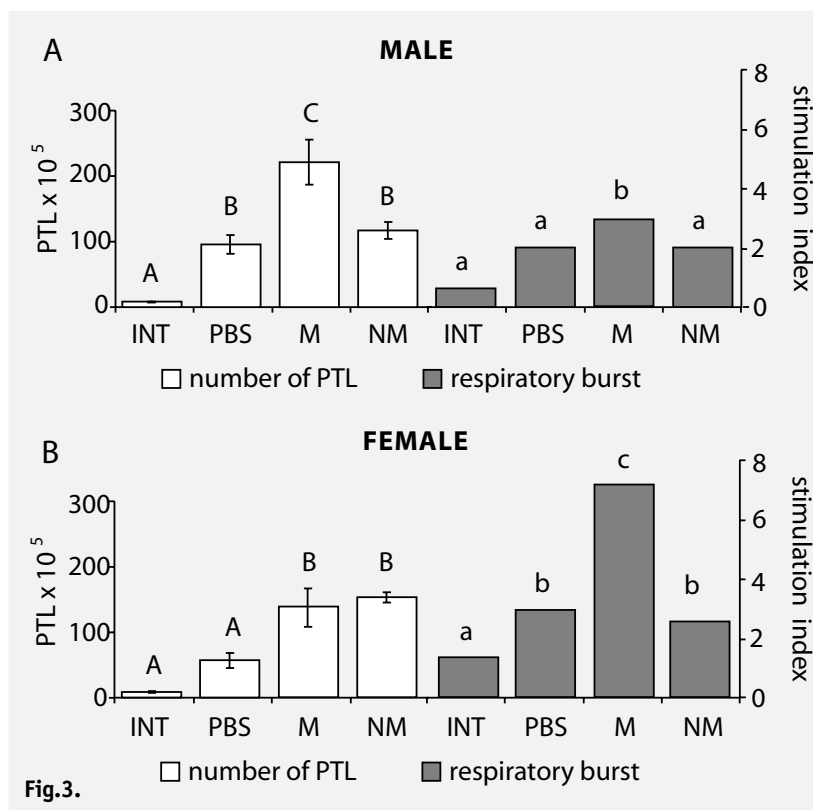 A
MALE
8
300
C
6
200
B
B
b
4
100
a
a
2
A
a
0
0
INT PBS M NM INT PBS M NM
PTL x 10 5
stimulation index
number of PTL respiratory burst
B
FEMALE
c
8
300
6
200
B B
b
b
4
100
A
a
2
A
0
0
INT PBS M NM INT PBS M NM
PTL x 10 5
stimulation index
number of PTL respiratory burst
Fig.3.